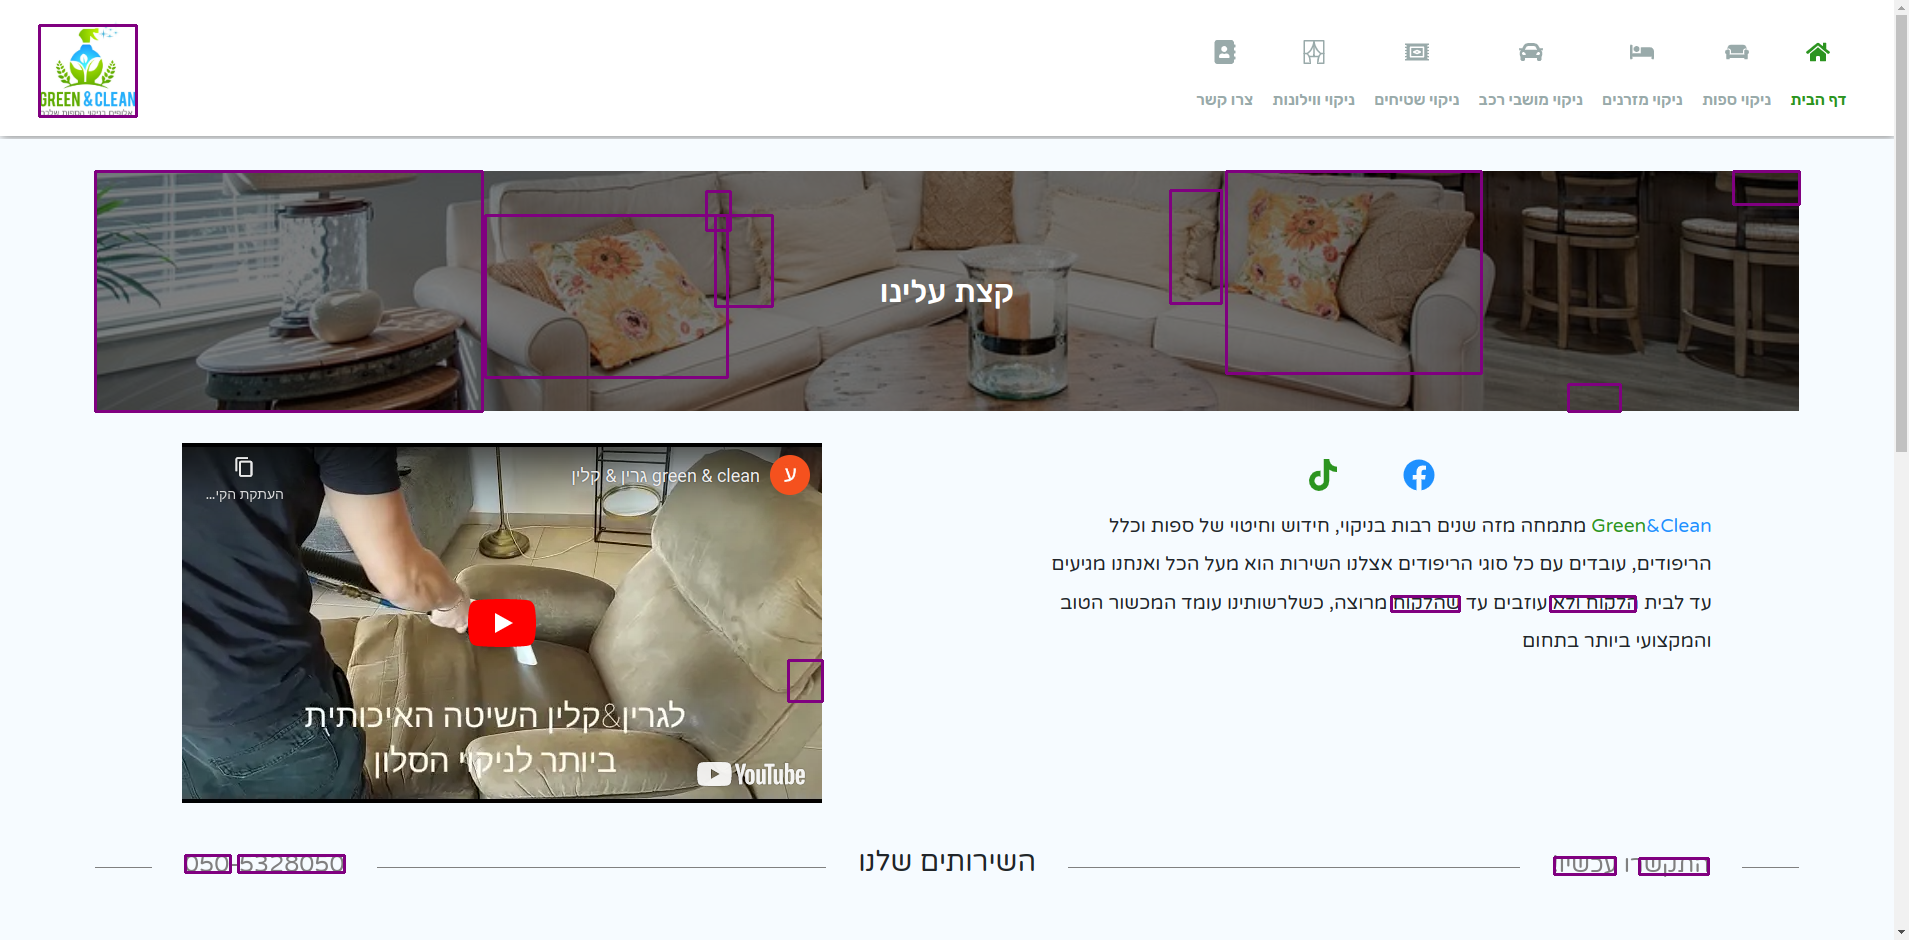 GREEN & CLEAN
אלופים בניקוי הספות שלכם
דף הבית
ניקוי ספות
ניקוי מזרנים
ניקוי מושבי רכב
ניקוי שטיחים
ניקוי ווילונות
צרו קשר
קצת עלינו
ע
green & clean גרין & קלין
העתקת הקי...
לגרין&קלין השיטה האיכותית
ביותר לניקוי הסלון
YouTube
Green&Clean מתמחה מזה שנים רבות בניקוי, חידוש וחיטוי של ספות וכלל
הריפודים, עובדים עם כל סוגי הריפודים אצלנו השירות הוא מעל הכל ואנחנו מגיעים
עד לבית הלקוח ולא עוזבים עד שהלקוח מרוצה, כשלרשותינו עומד המכשור הטוב
והמקצועי ביותר בתחום
התקשרו עכשיו
השירותים שלנו
050-5328050